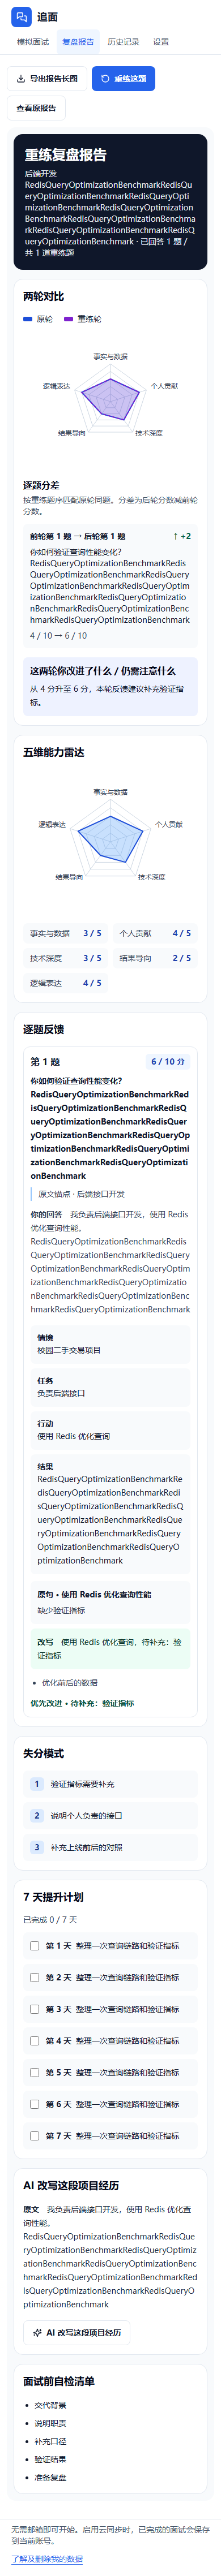 追面
模拟面试 复盘报告 历史记录 设置
导出报告长图
重练这题
查看原报告
重练复盘报告
后端开发
RedisQueryOptimizationBenchmarkRedisQu
eryOptimizationBenchmarkRedisQueryOpti
mizationBenchmarkRedisQueryOptimization
BenchmarkRedisQueryOptimizationBenchma
rkRedisQueryOptimizationBenchmarkRedisQ
ueryOptimizationBenchmark · 已回答 1 题 /
共 1 道重练题
两轮对比
原轮 重练轮
事实与数据
逻辑表达
个人贡献
结果导向
技术深度
逐题分差
按重练题序匹配原轮同题。分差为后轮分数减前轮
分数。
前轮第 1 题 → 后轮第 1 题 ↑ +2
你如何验证查询性能变化?
RedisQueryOptimizationBenchmarkRedis
QueryOptimizationBenchmarkRedisQuery
OptimizationBenchmarkRedisQueryOpti
mizationBenchmarkRedisQueryOptimizati
onBenchmarkRedisQueryOptimizationBenc
hmarkRedisQueryOptimizationBenchmark
4 / 10 → 6 / 10
这两轮你改进了什么 / 仍需注意什么
从 4 分升至 6 分，本轮反馈建议补充验证指
标。
五维能力雷达
事实与数据
逻辑表达
个人贡献
结果导向
技术深度
事实与数据 3 / 5
个人贡献 4 / 5
技术深度 3 / 5
结果导向 2 / 5
逻辑表达 4 / 5
逐题反馈
第 1 题 6 / 10 分
你如何验证查询性能变化?
RedisQueryOptimizationBenchmarkRed
isQueryOptimizationBenchmarkRedisQ
ueryOptimizationBenchmarkRedisQuer
yOptimizationBenchmarkRedisQueryOp
timizationBenchmarkRedisQueryOptimi
zationBenchmarkRedisQueryOptimizati
onBenchmark
原文锚点 · 后端接口开发
你的回答 我负责后端接口开发，使用 Redis
优化查询性能。
RedisQueryOptimizationBenchmarkRedis
QueryOptimizationBenchmarkRedisQuery
OptimizationBenchmarkRedisQueryOptim
izationBenchmarkRedisQueryOptimizatio
nBenchmarkRedisQueryOptimizationBenc
hmarkRedisQueryOptimizationBenchmark
情境
校园二手交易项目
任务
负责后端接口
行动
使用 Redis 优化查询
结果
RedisQueryOptimizationBenchmarkRe
disQueryOptimizationBenchmarkRedi
sQueryOptimizationBenchmarkRedisQ
ueryOptimizationBenchmarkRedisQue
ryOptimizationBenchmarkRedisQuery
OptimizationBenchmarkRedisQueryO
ptimizationBenchmark
原句 · 使用 Redis 优化查询性能
缺少验证指标
改写 使用 Redis 优化查询，待补充：验
证指标
优化前后的数据
优先改进 · 待补充：验证指标
失分模式
1 验证指标需要补充
2 说明个人负责的接口
3 补充上线前后的对照
7 天提升计划
已完成 0 / 7 天
第 1 天 整理一次查询链路和验证指标
第 2 天 整理一次查询链路和验证指标
第 3 天 整理一次查询链路和验证指标
第 4 天 整理一次查询链路和验证指标
第 5 天 整理一次查询链路和验证指标
第 6 天 整理一次查询链路和验证指标
第 7 天 整理一次查询链路和验证指标
AI 改写这段项目经历
原文 我负责后端接口开发，使用 Redis 优化查
询性能。
RedisQueryOptimizationBenchmarkRedisQue
ryOptimizationBenchmarkRedisQueryOptimiz
ationBenchmarkRedisQueryOptimizationBenc
hmarkRedisQueryOptimizationBenchmarkRed
isQueryOptimizationBenchmarkRedisQueryO
ptimizationBenchmark
AI 改写这段项目经历
面试前自检清单
交代背景
说明职责
补充口径
验证结果
准备复盘
无需邮箱即可开始。启用云同步时，已完成的面试会保存
到当前账号。
了解及删除我的数据